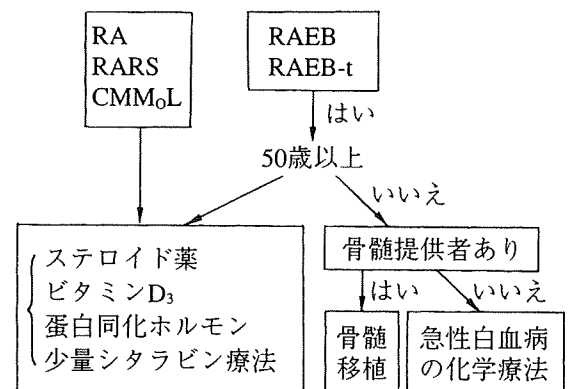 RA
RARS
CMMoL
RAEB
RAEB-t
はい
50歳以上
いいえ
ステロイド薬
ビタミンD₃
蛋白同化ホルモン
少量シタラビン療法
骨髄提供者あり
はい
いいえ
骨髄
移植
急性白血病
の化学療法